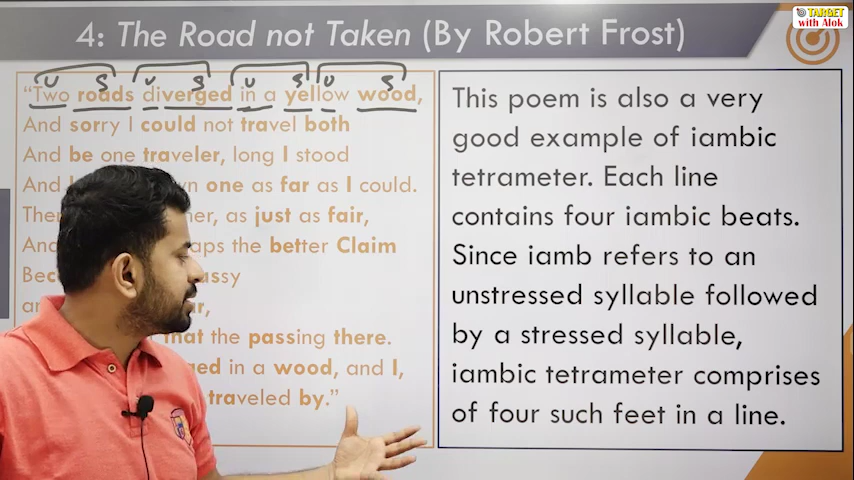 TARGET
with Alok
4: The Road not Taken (By Robert Frost)
U S U S U S U S
"Two roads diverged in a yellow wood,
And sorry I could not travel both
And be one traveler, long I stood
And one as far as I could.
as just as fair,
the better Claim
that the passing there.
in a wood, and I,
traveled by."
This poem is also a very
good example of iambic
tetrameter. Each line
contains four iambic beats.
Since iamb refers to an
unstressed syllable followed
by a stressed syllable,
iambic tetrameter comprises
of four such feet in a line.